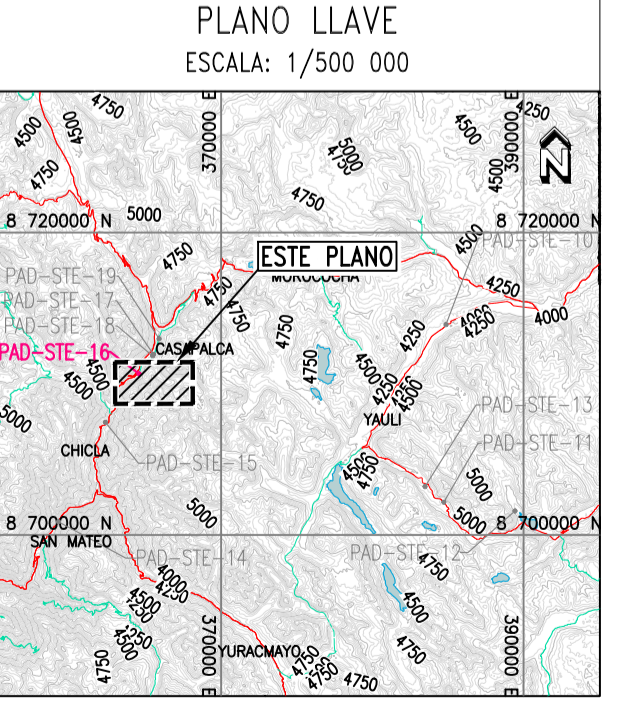 PLANO LLAVE
ESCALA: 1/500 000
4750
4500
4500
4750
370000 E
5000
4750
4750
4500
4500
390000 E
4250
N
8 720000 N
5000
8 720000 N
4750
ESTE PLANO
4500
PAD-STE-10
PAD-STE-19
MOROCOCHA
4250
PAD-STE-17
4750
4750
4000
PAD-STE-18
4750
4250
4250
PAD-STE-16
CASAPALCA
4750
4500
4500
4500
4250
4500
5000
YAULI
PAD-STE-13
CHICLA
PAD-STE-15
PAD-STE-11
4500
4750
5000
5000
5000
8 700000 N
8 700000 N
SAN MATEO
PAD-STE-14
PAD-STE-12
4750
4000
4250
4500
4250
4250
4500
4750
370000 E
YURACMAYO
4750
4750
4750
4500
4750
390000 E